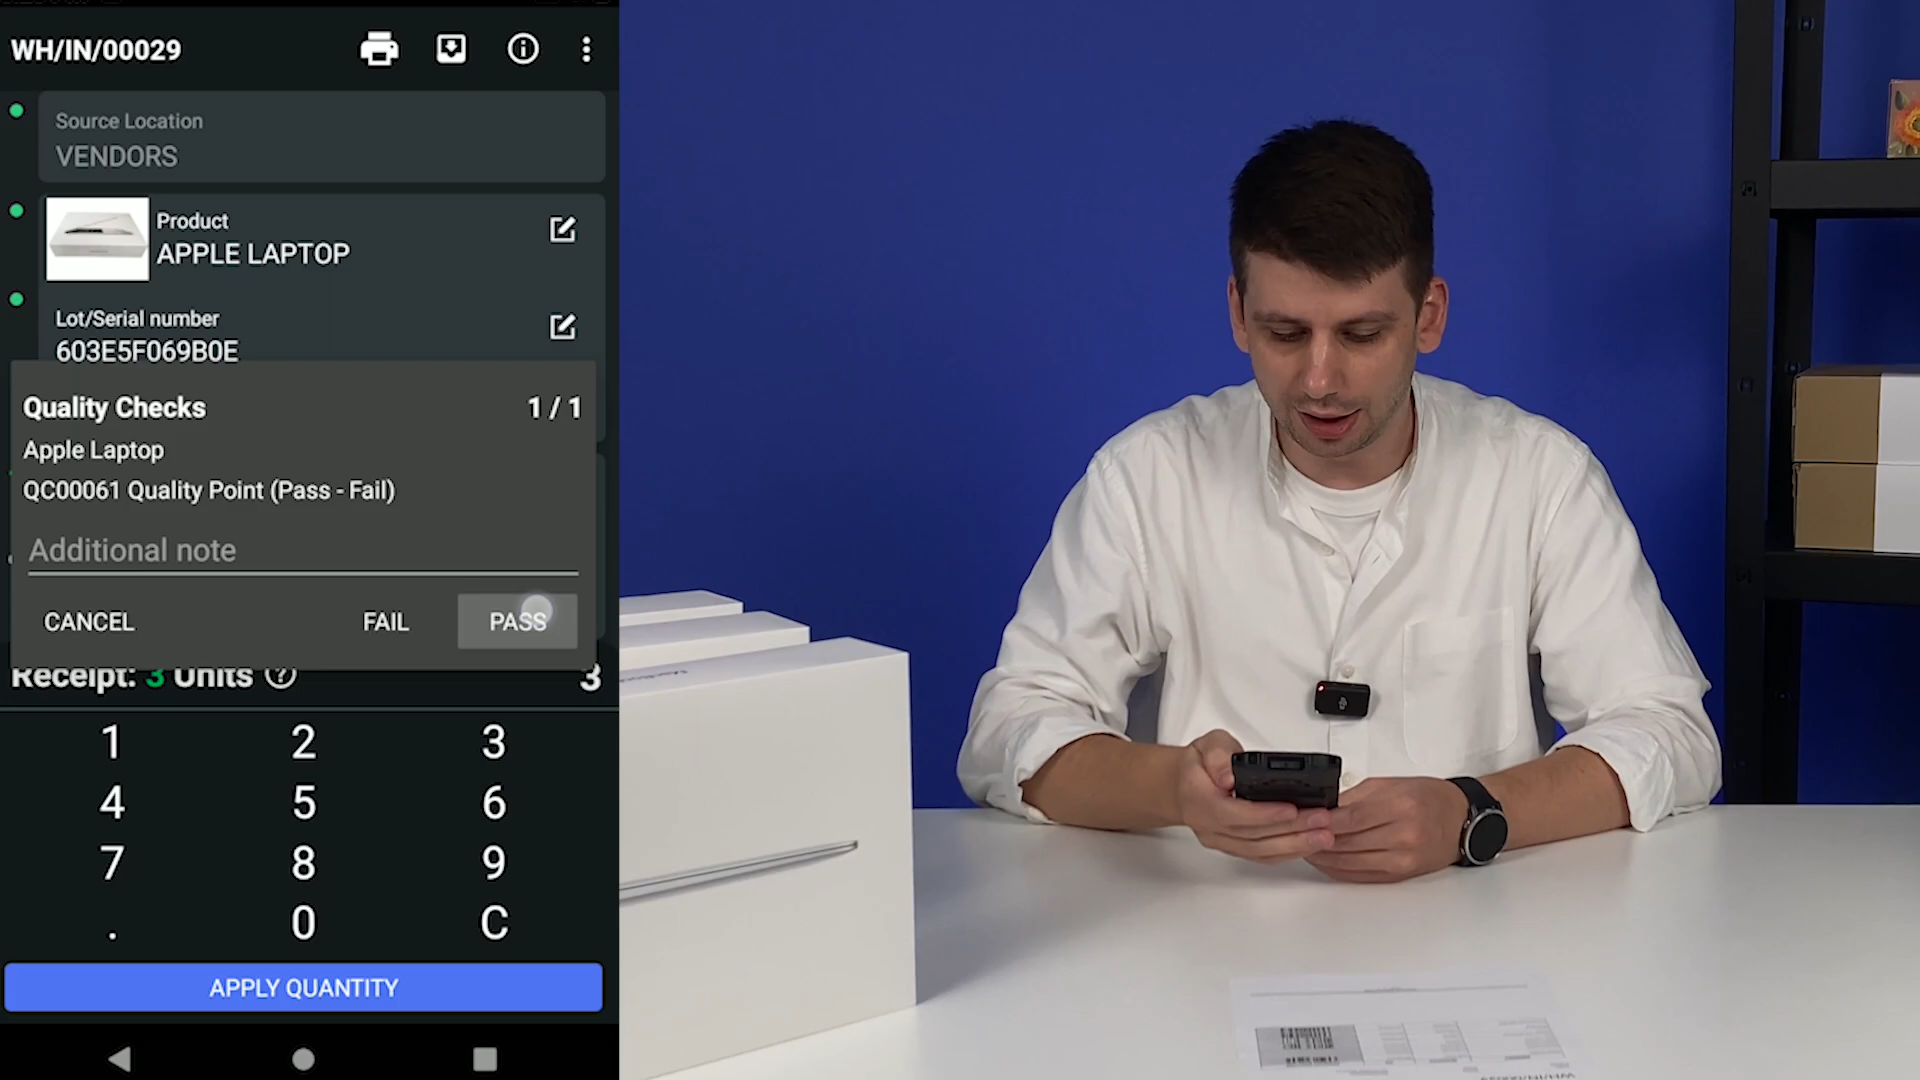 WH/IN/00029
Source Location
VENDORS
Product
APPLE LAPTOP
Lot/Serial number
603E5F069B0E
Quality Checks 1 / 1
Apple Laptop
QC00061 Quality Point (Pass - Fail)
Additional note
CANCEL FAIL PASS
Receipt: 3 Units ? 3
1 2 3
4 5 6
7 8 9
. 0 C
APPLY QUANTITY